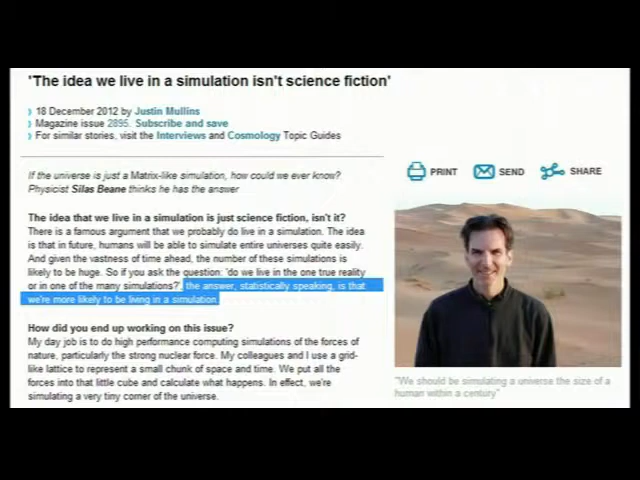 'The idea we live in a simulation isn't science fiction'
18 December 2012 by Justin Mullins
Magazine issue 2895. Subscribe and save
For similar stories, visit the Interviews and Cosmology Topic Guides
If the universe is just a Matrix-like simulation, how could we ever know?
Physicist Silas Beane thinks he has the answer
PRINT SEND SHARE
The idea that we live in a simulation is just science fiction, isn't it?
There is a famous argument that we probably do live in a simulation. The idea
is that in future, humans will be able to simulate entire universes quite easily.
And given the vastness of time ahead, the number of these simulations is
likely to be huge. So if you ask the question: 'do we live in the one true reality
or in one of the many simulations?', the answer, statistically speaking, is that
we're more likely to be living in a simulation.
How did you end up working on this issue?
My day job is to do high performance computing simulations of the forces of
nature, particularly the strong nuclear force. My colleagues and I use a grid-
like lattice to represent a small chunk of space and time. We put all the
forces into that little cube and calculate what happens. In effect, we're
simulating a very tiny corner of the universe.
"We should be simulating a universe the size of a
human within a century"